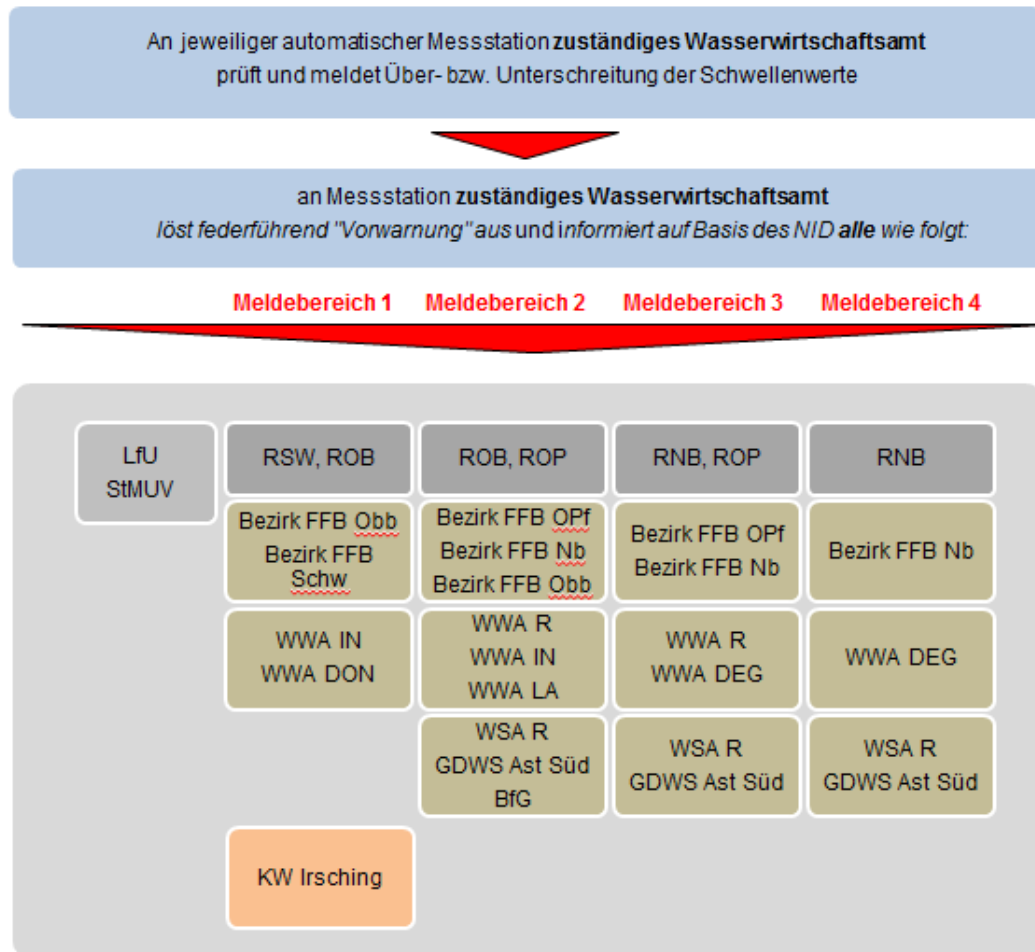 An jeweiliger automatischer Messstation zuständiges Wasserwirtschaftsamt
prüft und meldet Über- bzw. Unterschreitung der Schwellenwerte
an Messstation zuständiges Wasserwirtschaftsamt
löst federführend "Vorwarnung" aus und informiert auf Basis des NID alle wie folgt:
Meldebereich 1 Meldebereich 2 Meldebereich 3 Meldebereich 4
LfU
StMUV
RSW, ROB
ROB, ROP
RNB, ROP
RNB
Bezirk FFB Obb
Bezirk FFB
Schw
Bezirk FFB OPf
Bezirk FFB Nb
Bezirk FFB Obb
Bezirk FFB OPf
Bezirk FFB Nb
Bezirk FFB Nb
WWA IN
WWA DON
WWA R
WWA IN
WWA LA
WWA R
WWA DEG
WWA DEG
WSA R
GDWS Ast Süd
BfG
WSA R
GDWS Ast Süd
WSA R
GDWS Ast Süd
KW Irsching